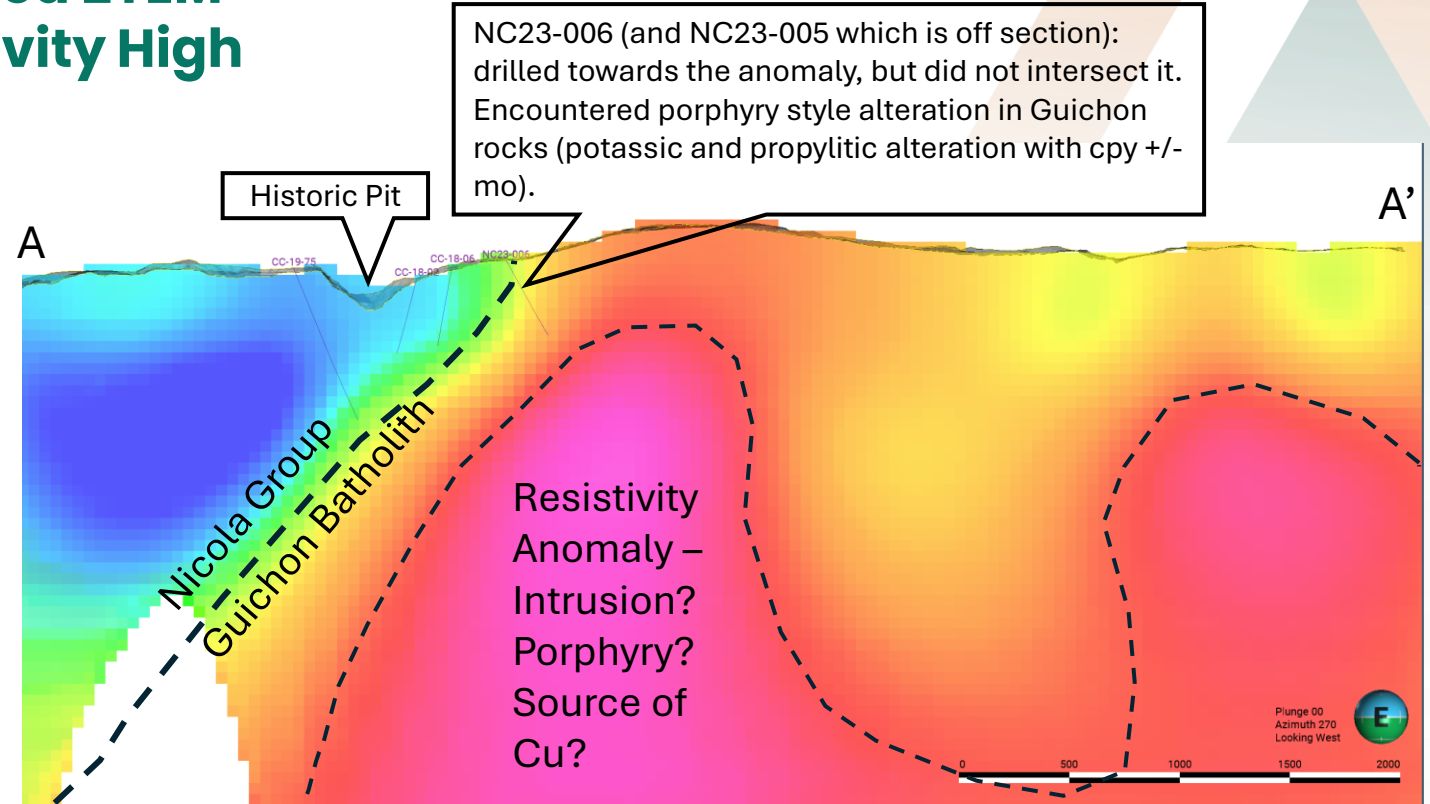 vity High
NC23-006 (and NC23-005 which is off section):
drilled towards the anomaly, but did not intersect it.
Encountered porphyry style alteration in Guichon
rocks (potassic and propylitic alteration with cpy +/-
mo).
Historic Pit
A
A’
CC-19-75
CC-18-06
NC23-006
Nicola Group
Guichon Batholith
Resistivity
Anomaly –
Intrusion?
Porphyry?
Source of
Cu?
Plunge 00
Azimuth 270
Looking West
E
0 500 1000 1500 2000